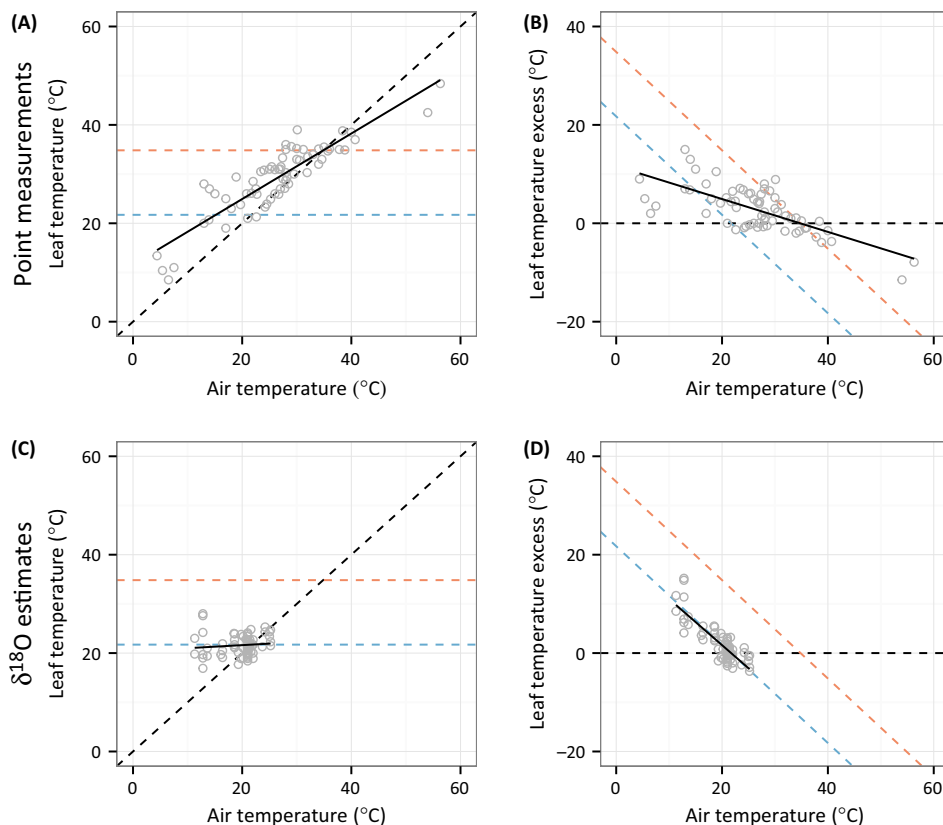 (A)
Point measurements
Leaf temperature (°C)
60
40
20
0
0 20 40 60
Air temperature (°C)
(B)
Leaf temperature excess (°C)
40
20
0
−20
0 20 40 60
Air temperature (°C)
(C)
δ18O estimates
Leaf temperature (°C)
60
40
20
0
0 20 40 60
Air temperature (°C)
(D)
Leaf temperature excess (°C)
40
20
0
−20
0 20 40 60
Air temperature (°C)